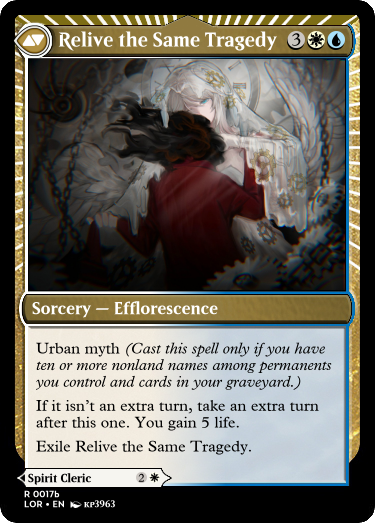 Relive the Same Tragedy 3
Sorcery — Efflorescence
Urban myth (Cast this spell only if you have
ten or more nonland names among permanents
you control and cards in your graveyard.)
If it isn't an extra turn, take an extra turn
after this one. You gain 5 life.
Exile Relive the Same Tragedy.
Spirit Cleric 2
R 0017b
LOR • EN KP3963